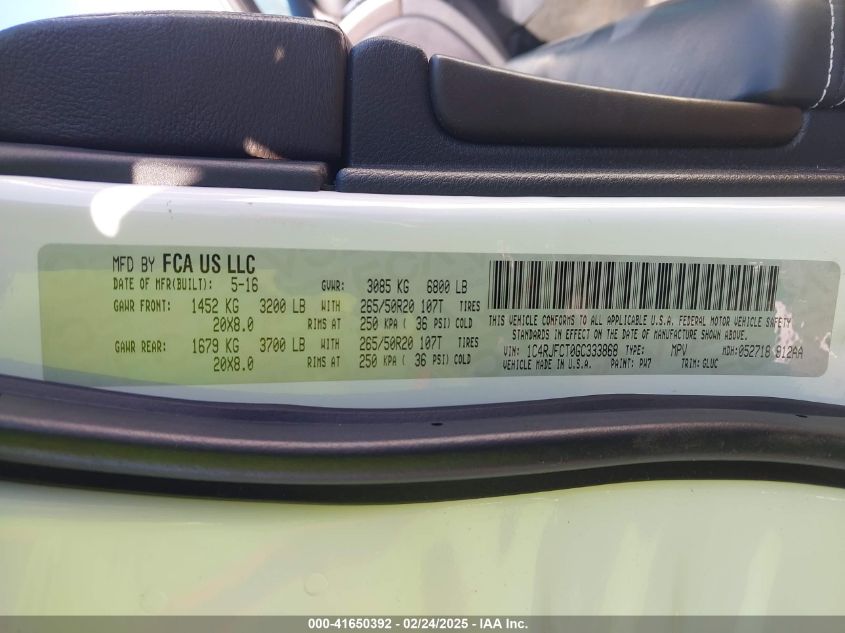 MFD BY FCA US LLC
DATE OF MFR(BUILT): 5-16 GVWR: 3085 KG 6800 LB
GAWR FRONT: 1452 KG 3200 LB WITH 265/50R20 107T TIRES
20X8.0 RIMS AT 250 KPA ( 36 PSI) COLD
GAWR REAR: 1679 KG 3700 LB WITH 265/50R20 107T TIRES
20X8.0 RIMS AT 250 KPA ( 36 PSI) COLD
THIS VEHICLE CONFORMS TO ALL APPLICABLE U.S.A. FEDERAL MOTOR VEHICLE SAFETY
STANDARDS IN EFFECT ON THE DATE OF MANUFACTURE SHOWN ABOVE.
VIN: 1C4RJFCT0GC333868 TYPE: MPV MDH: 052718 812AA
VEHICLE MADE IN U.S.A. PAINT: PW7 TRIM: GLUC
000-41650392 - 02/24/2025 - IAA Inc.